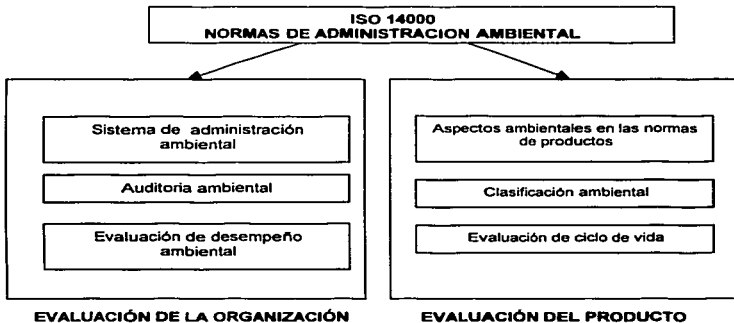 ISO 14000
NORMAS DE ADMINISTRACION AMBIENTAL
Sistema de administración
ambiental
Auditoria ambiental
Evaluación de desempeño
ambiental
EVALUACIÓN DE LA ORGANIZACIÓN
Aspectos ambientales en las normas
de productos
Clasificación ambiental
Evaluación de ciclo de vida
EVALUACIÓN DEL PRODUCTO